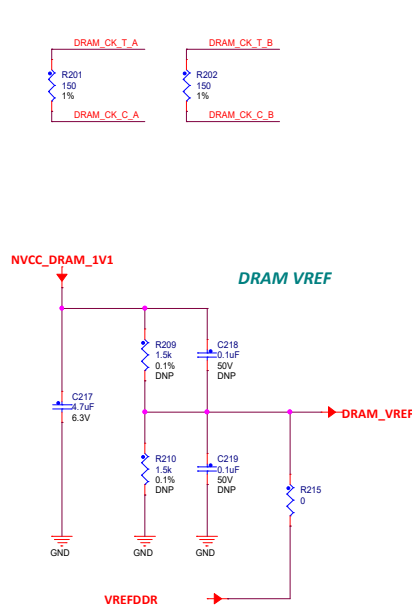 DRAM_CK_T_A
DRAM_CK_T_B
R201
150
1%
R202
150
1%
DRAM_CK_C_A
DRAM_CK_C_B
NVCC_DRAM_1V1
DRAM VREF
R209
1.5k
0.1%
DNP
C218
0.1uF
50V
DNP
C217
4.7uF
6.3V
DRAM_VREF
R210
1.5k
0.1%
DNP
C219
0.1uF
50V
DNP
R215
0
GND
GND
GND
VREFDDR